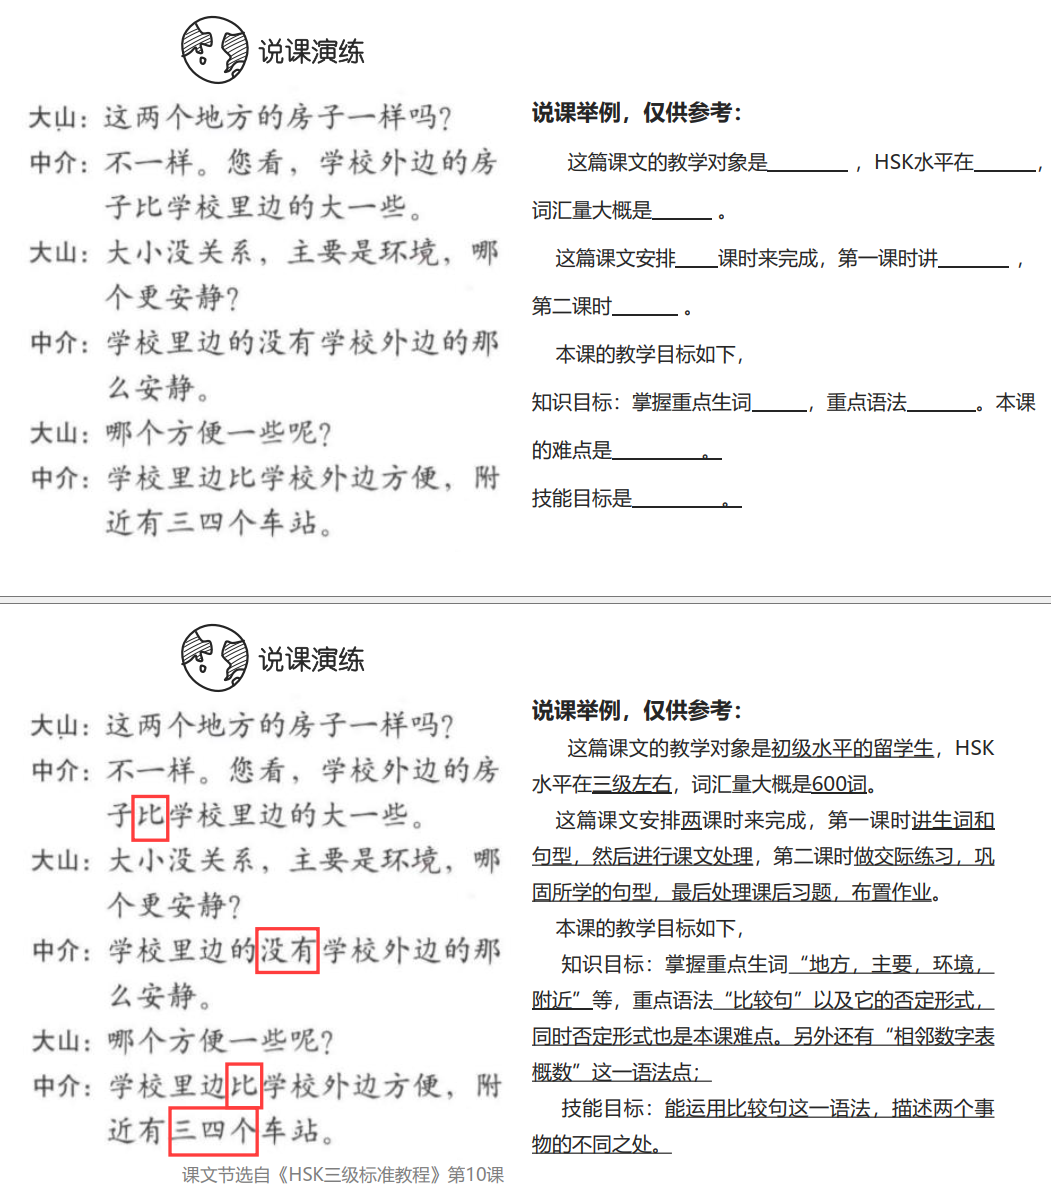 说课演练
大山：这两个地方的房子一样吗？
中介：不一样。您看，学校外边的房
子比学校里边的大一些。
大山：大小没关系，主要是环境，哪
个更安静？
中介：学校里边的没有学校外边的那
么安静。
大山：哪个方便一些呢？
中介：学校里边比学校外边方便，附
近有三四个车站。
说课举例，仅供参考：
这篇课文的教学对象是________，HSK水平在______，
词汇量大概是______。
这篇课文安排____课时来完成，第一课时讲_______，
第二课时_______。
本课的教学目标如下，
知识目标：掌握重点生词_____，重点语法_______。本课
的难点是_________。
技能目标是_________。
说课演练
大山：这两个地方的房子一样吗？
中介：不一样。您看，学校外边的房
子比学校里边的大一些。
大山：大小没关系，主要是环境，哪
个更安静？
中介：学校里边的没有学校外边的那
么安静。
大山：哪个方便一些呢？
中介：学校里边比学校外边方便，附
近有三四个车站。
课文节选自《HSK三级标准教程》第10课
说课举例，仅供参考：
这篇课文的教学对象是初级水平的留学生，HSK
水平在三级左右，词汇量大概是600词。
这篇课文安排两课时来完成，第一课时讲生词和
句型，然后进行课文处理，第二课时做交际练习，巩
固所学的句型，最后处理课后习题，布置作业。
本课的教学目标如下，
知识目标：掌握重点生词“地方，主要，环境，
附近”等，重点语法“比较句”以及它的否定形式，
同时否定形式也是本课难点。另外还有“相邻数字表
概数”这一语法点；
技能目标：能运用比较句这一语法，描述两个事
物的不同之处。